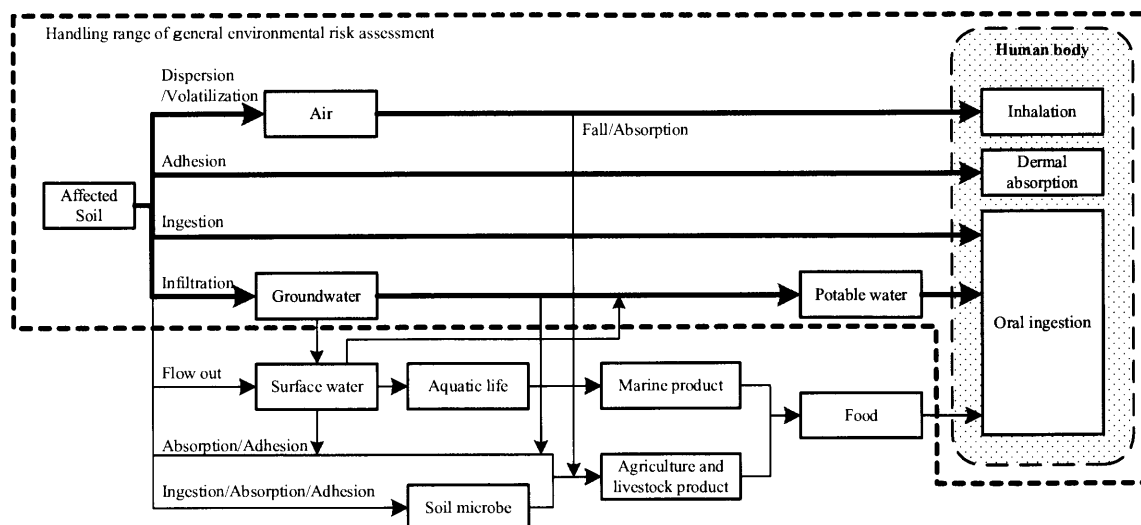 Handling range of general environmental risk assessment
Human body
Dispersion
/Volatilization
Air
Fall/Absorption
Inhalation
Adhesion
Dermal
absorption
Affected
Soil
Ingestion
Infiltration
Groundwater
Potable water
Oral ingestion
Flow out
Surface water
Aquatic life
Marine product
Food
Absorption/Adhesion
Agriculture and
livestock product
Ingestion/Absorption/Adhesion
Soil microbe